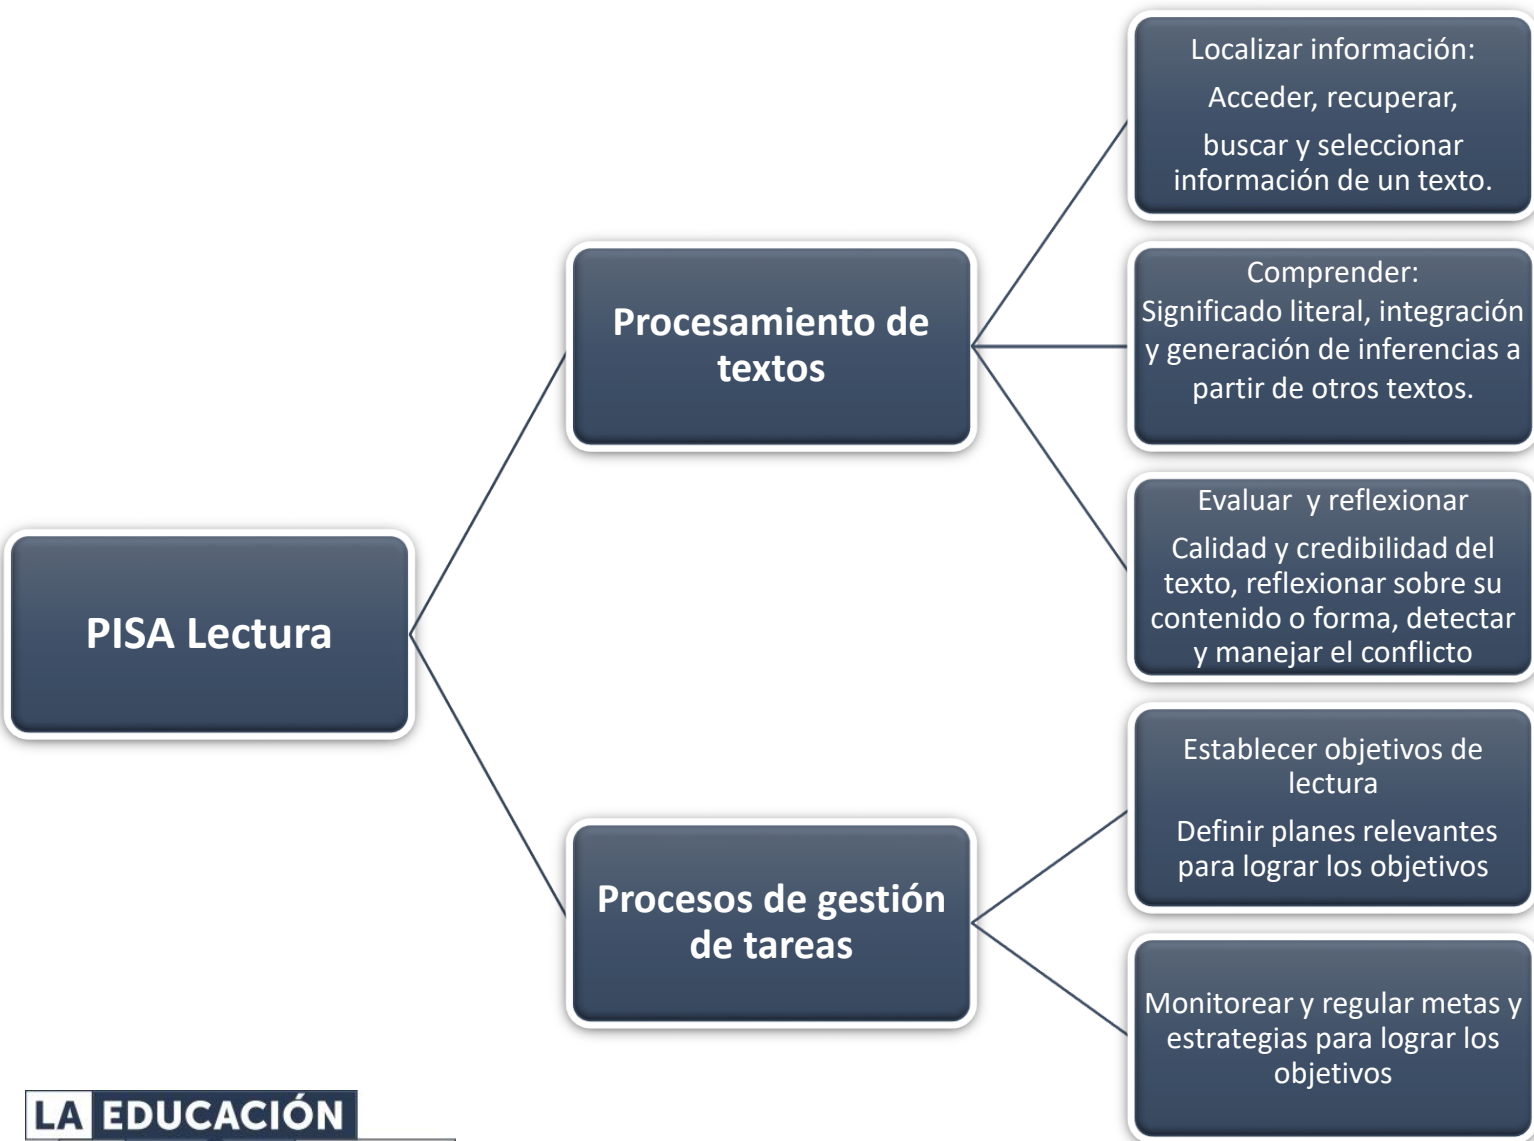 Localizar información:
Acceder, recuperar,
buscar y seleccionar
información de un texto.
Procesamiento de
textos
Comprender:
Significado literal, integración
y generación de inferencias a
partir de otros textos.
Evaluar y reflexionar
Calidad y credibilidad del
texto, reflexionar sobre su
contenido o forma, detectar
y manejar el conflicto
PISA Lectura
Procesos de gestión
de tareas
Establecer objetivos de
lectura
Definir planes relevantes
para lograr los objetivos
Monitorear y regular metas y
estrategias para lograr los
objetivos
LA EDUCACIÓN